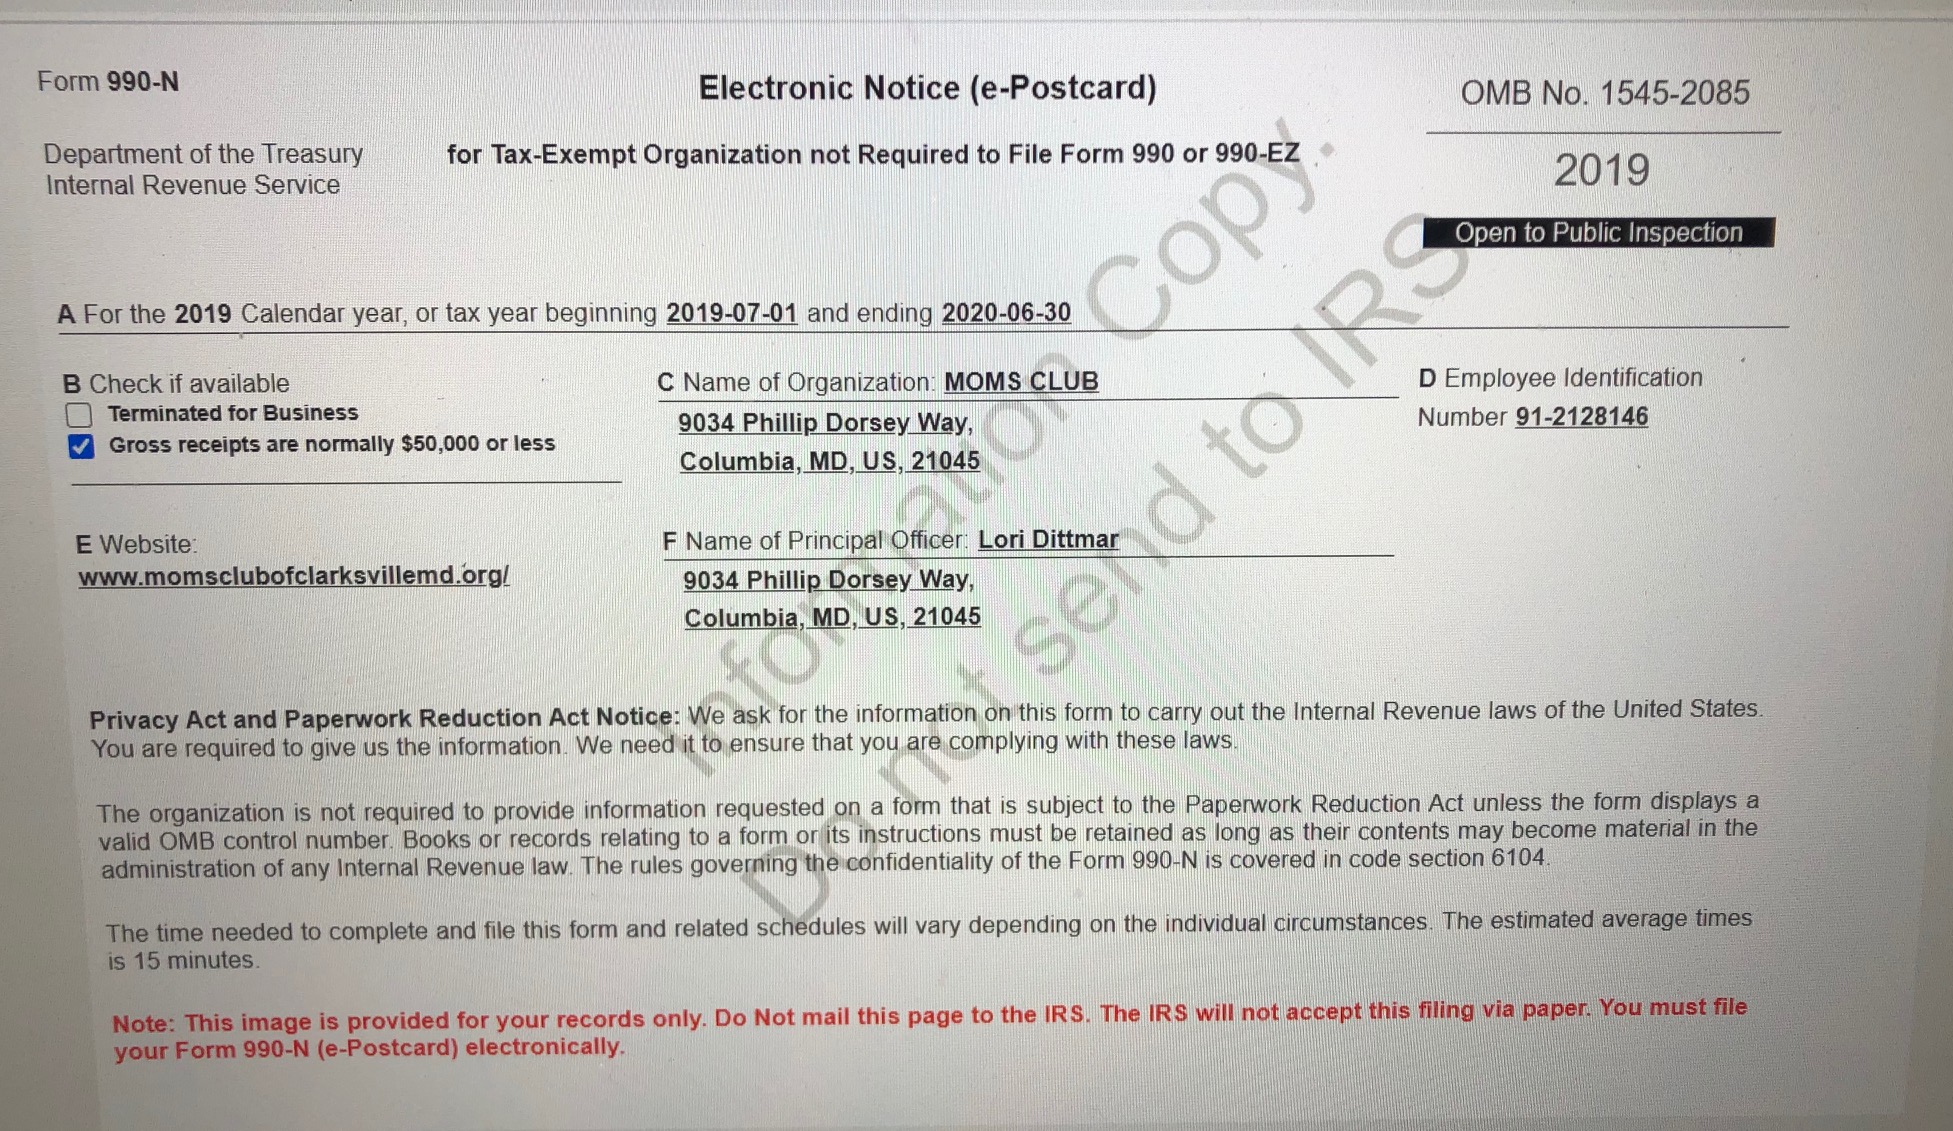 Form 990-N
Electronic Notice (e-Postcard)
OMB No. 1545-2085
Department of the Treasury
Internal Revenue Service
for Tax-Exempt Organization not Required to File Form 990 or 990-EZ
2019
Open to Public Inspection
A For the 2019 Calendar year, or tax year beginning 2019-07-01 and ending 2020-06-30
B Check if available
Terminated for Business
Gross receipts are normally $50,000 or less
C Name of Organization: MOMS CLUB
9034 Phillip Dorsey Way,
Columbia, MD, US, 21045
D Employee Identification
Number 91-2128146
E Website:
www.momsclubofclarksvillemd.org/
F Name of Principal Officer: Lori Dittmar
9034 Phillip Dorsey Way,
Columbia, MD, US, 21045
Privacy Act and Paperwork Reduction Act Notice: We ask for the information on this form to carry out the Internal Revenue laws of the United States.
You are required to give us the information. We need it to ensure that you are complying with these laws.
The organization is not required to provide information requested on a form that is subject to the Paperwork Reduction Act unless the form displays a
valid OMB control number. Books or records relating to a form or its instructions must be retained as long as their contents may become material in the
administration of any Internal Revenue law. The rules governing the confidentiality of the Form 990-N is covered in code section 6104.
The time needed to complete and file this form and related schedules will vary depending on the individual circumstances. The estimated average times
is 15 minutes.
Note: This image is provided for your records only. Do Not mail this page to the IRS. The IRS will not accept this filing via paper. You must file
your Form 990-N (e-Postcard) electronically.
Information Copy.
Do not send to IRS